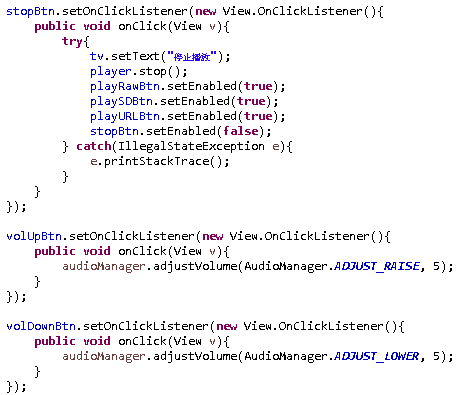 stopBtn.setOnClickListener(new View.OnClickListener(){
    public void onClick(View v){
        try{
            tv.setText("停止播放");
            player.stop();
            playRawBtn.setEnabled(true);
            playSDBtn.setEnabled(true);
            playURLBtn.setEnabled(true);
            stopBtn.setEnabled(false);
        } catch(IllegalStateException e){
            e.printStackTrace();
        }
    }
});
volUpBtn.setOnClickListener(new View.OnClickListener(){
    public void onClick(View v){
        audioManager.adjustVolume(AudioManager.ADJUST_RAISE, 5);
    }
});
volDownBtn.setOnClickListener(new View.OnClickListener(){
    public void onClick(View v){
        audioManager.adjustVolume(AudioManager.ADJUST_LOWER, 5);
    }
});